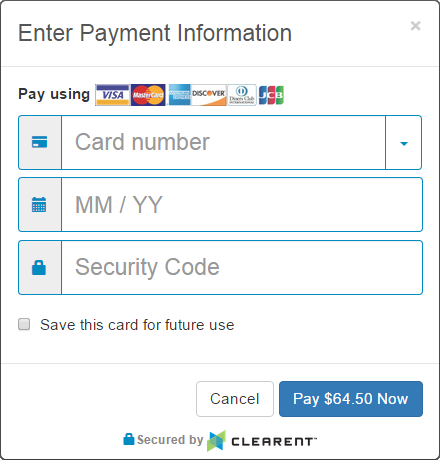 Enter Payment Information ×
Pay using VISA MasterCard AMERICAN EXPRESS DISCOVER Diners Club INTERNATIONAL JCB
Card number
MM / YY
Security Code
Save this card for future use
Cancel Pay $64.50 Now
Secured by CLEARENT™